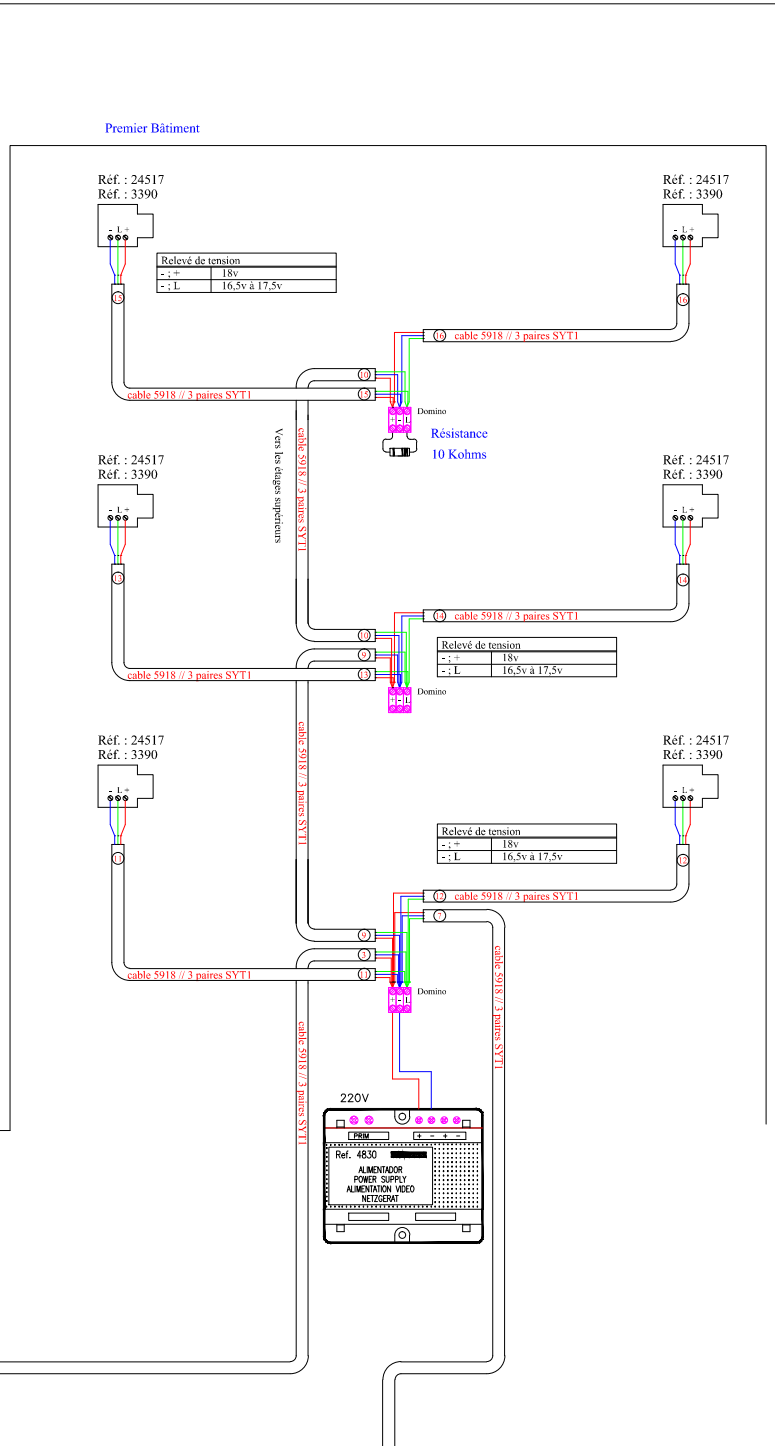 Premier Bâtiment
Réf. : 24517
Réf. : 3390
- L +
Réf. : 24517
Réf. : 3390
- L +
Relevé de tension
- ; + 18v
- ; L 16,5v à 17,5v
15
16
16 cable 5918 // 3 paires SYT1
10
cable 5918 // 3 paires SYT1 15
Domino
+ - L
Résistance
10 Kohms
cable 5918 // 3 paires SYT1
Vers les étages supérieurs
Réf. : 24517
Réf. : 3390
- L +
Réf. : 24517
Réf. : 3390
- L +
13
14
14 cable 5918 // 3 paires SYT1
10
9
cable 5918 // 3 paires SYT1 13
Relevé de tension
- ; + 18v
- ; L 16,5v à 17,5v
Domino
+ - L
cable 5918 // 3 paires SYT1
Réf. : 24517
Réf. : 3390
- L +
Réf. : 24517
Réf. : 3390
- L +
Relevé de tension
- ; + 18v
- ; L 16,5v à 17,5v
11
12
12 cable 5918 // 3 paires SYT1
7
9
3
cable 5918 // 3 paires SYT1 11
Domino
+ - L
cable 5918 // 3 paires SYT1
cable 5918 // 3 paires SYT1
220V
PRIM
+ - + -
Ref. 4830
ALIMENTADOR
POWER SUPPLY
ALIMENTATION VIDEO
NETZGERAT